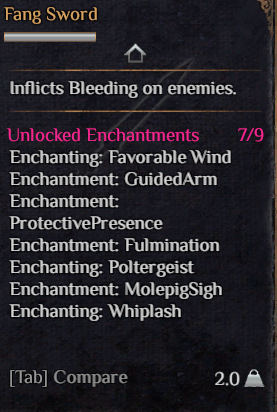 Fang Sword
Inflicts Bleeding on enemies.
Unlocked Enchantments 7/9
Enchanting: Favorable Wind
Enchantment: GuidedArm
Enchantment:
ProtectivePresence
Enchantment: Fulmination
Enchanting: Poltergeist
Enchantment: MolepigSigh
Enchanting: Whiplash
[Tab] Compare 2.0